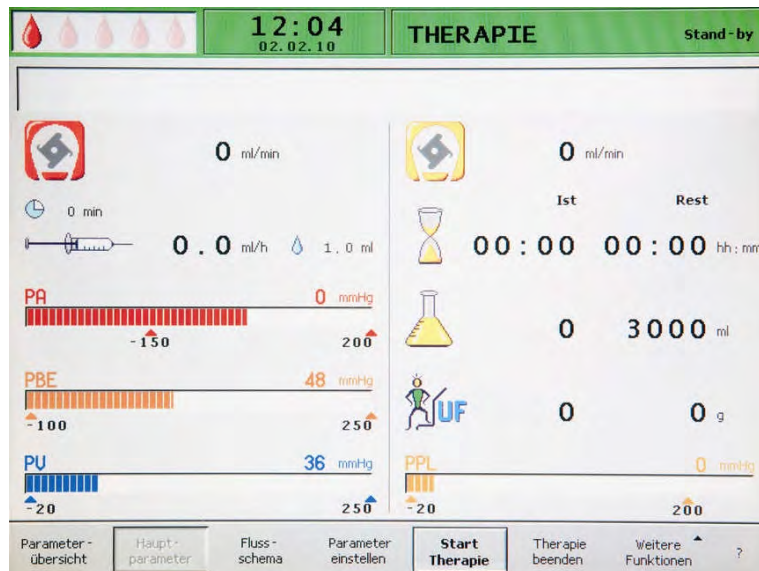 12:04
02.02.10
THERAPIE
Stand-by
0 ml/min
0 min
0.0 ml/h
1.0 ml
PA
0 mmHg
-150
200
PBE
48 mmHg
-100
250
PV
36 mmHg
-20
250
0 ml/min
Ist
Rest
00:00
00:00 hh:mm
0
3000 ml
UF
0
0 g
PPL
0 mmHg
-20
200
Parameter-
übersicht
Haupt-
parameter
Fluss-
schema
Parameter
einstellen
Start
Therapie
Therapie
beenden
Weitere
Funktionen
?